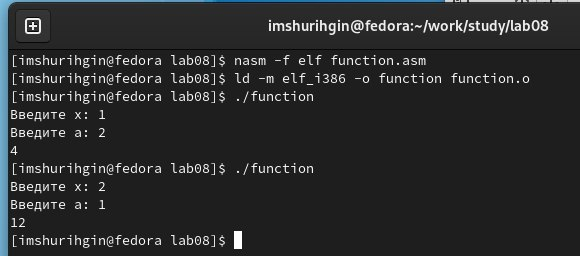 imshurihgin@fedora:~/work/study/lab08
[imshurihgin@fedora lab08]$ nasm -f elf function.asm
[imshurihgin@fedora lab08]$ ld -m elf_i386 -o function function.o
[imshurihgin@fedora lab08]$ ./function
Введите x: 1
Введите a: 2
4
[imshurihgin@fedora lab08]$ ./function
Введите x: 2
Введите a: 1
12
[imshurihgin@fedora lab08]$